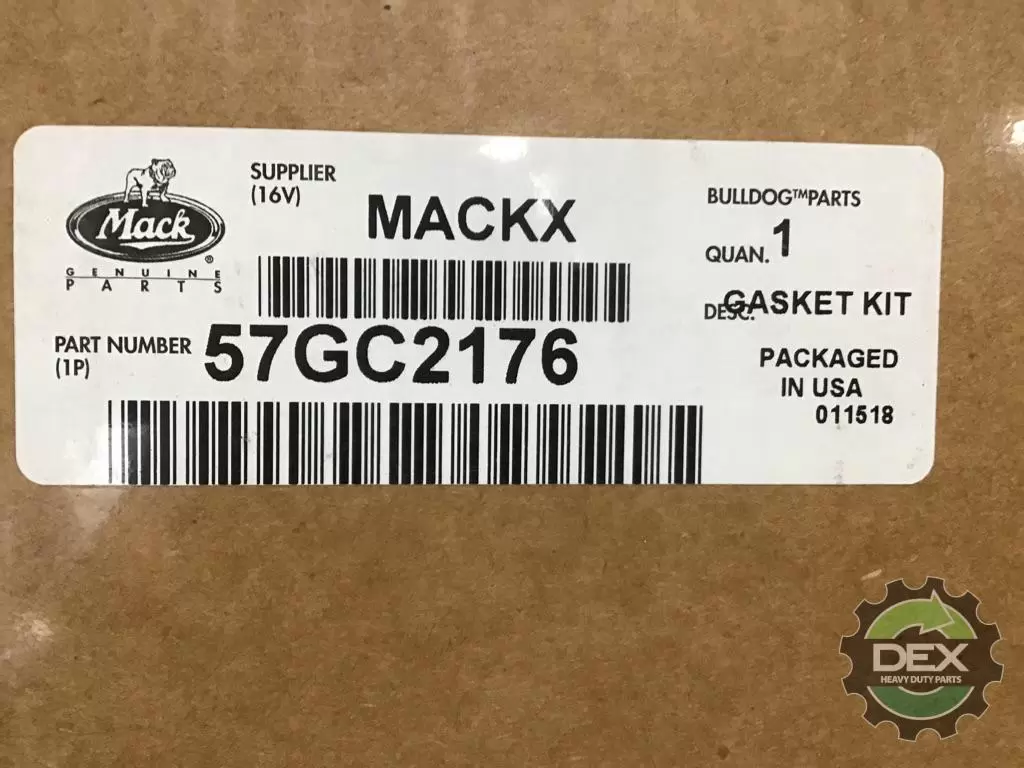 Mack
®
GENUINE
PARTS
SUPPLIER
(16V)
MACKX
BULLDOG™PARTS
QUAN. 1
DESC. GASKET KIT
PART NUMBER
(1P)
57GC2176
PACKAGED
IN USA
011518
DEX
HEAVY DUTY PARTS